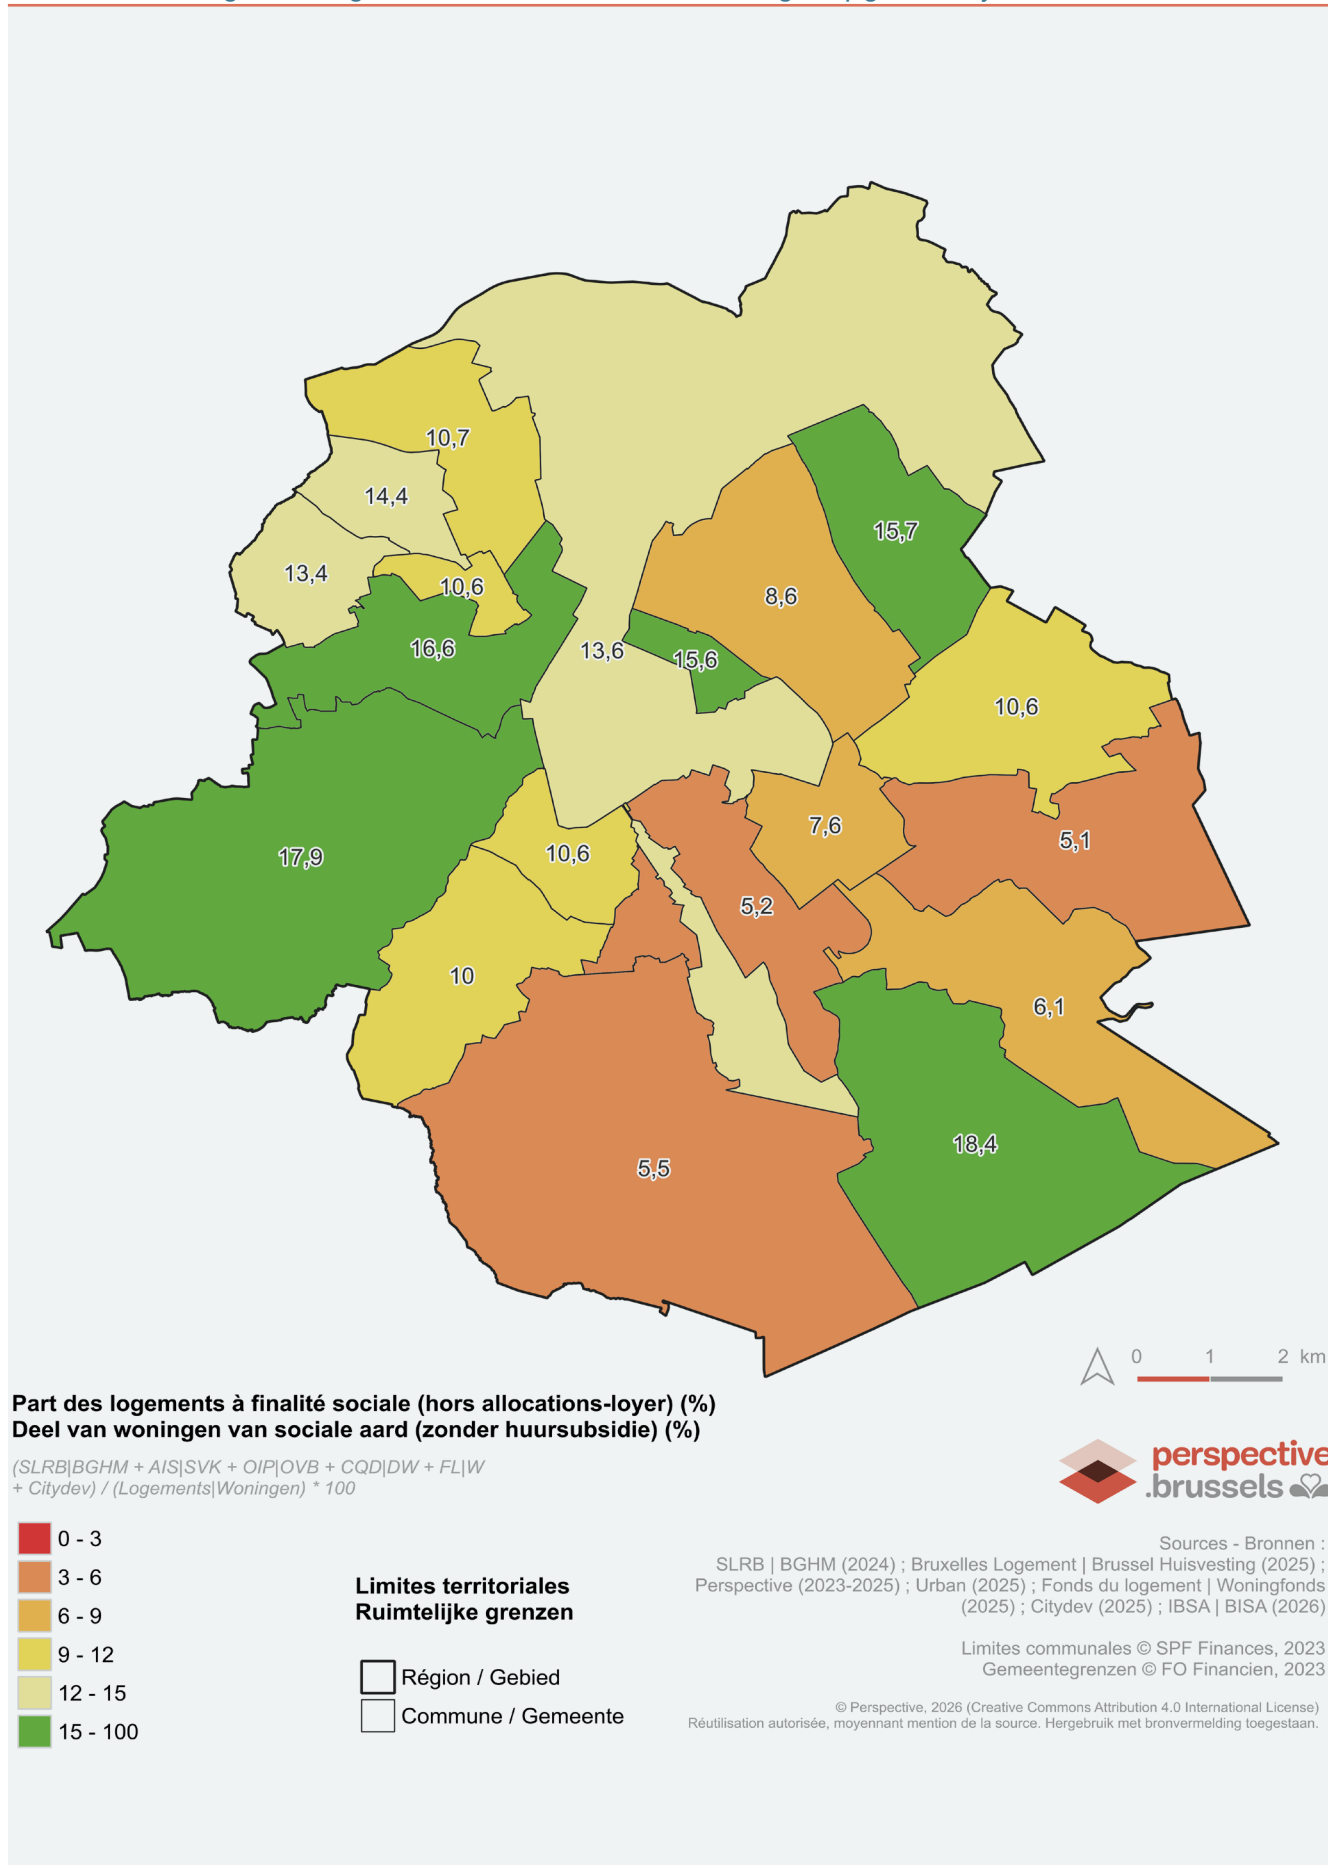 10,7
14,4
15,7
13,4
10,6
8,6
16,6
13,6
15,6
10,6
7,6
5,1
10,6
17,9
5,2
10
6,1
18,4
5,5
0 1 2 km
Part des logements à finalité sociale (hors allocations-loyer) (%)
Deel van woningen van sociale aard (zonder huursubsidie) (%)
(SLRB|BGHM + AIS|SVK + OIP|OVB + CQD|DW + FL|W
+ Citydev) / (Logements|Woningen) * 100
0 - 3
3 - 6
6 - 9
9 - 12
12 - 15
15 - 100
Limites territoriales
Ruimtelijke grenzen
Région / Gebied
Commune / Gemeente
perspective
.brussels
Sources - Bronnen :
SLRB | BGHM (2024) ; Bruxelles Logement | Brussel Huisvesting (2025) ;
Perspective (2023-2025) ; Urban (2025) ; Fonds du logement | Woningfonds
(2025) ; Citydev (2025) ; IBSA | BISA (2026)
Limites communales © SPF Finances, 2023
Gemeentegrenzen © FO Financien, 2023
© Perspective, 2026 (Creative Commons Attribution 4.0 International License)
Réutilisation autorisée, moyennant mention de la source. Hergebruik met bronvermelding toegestaan.